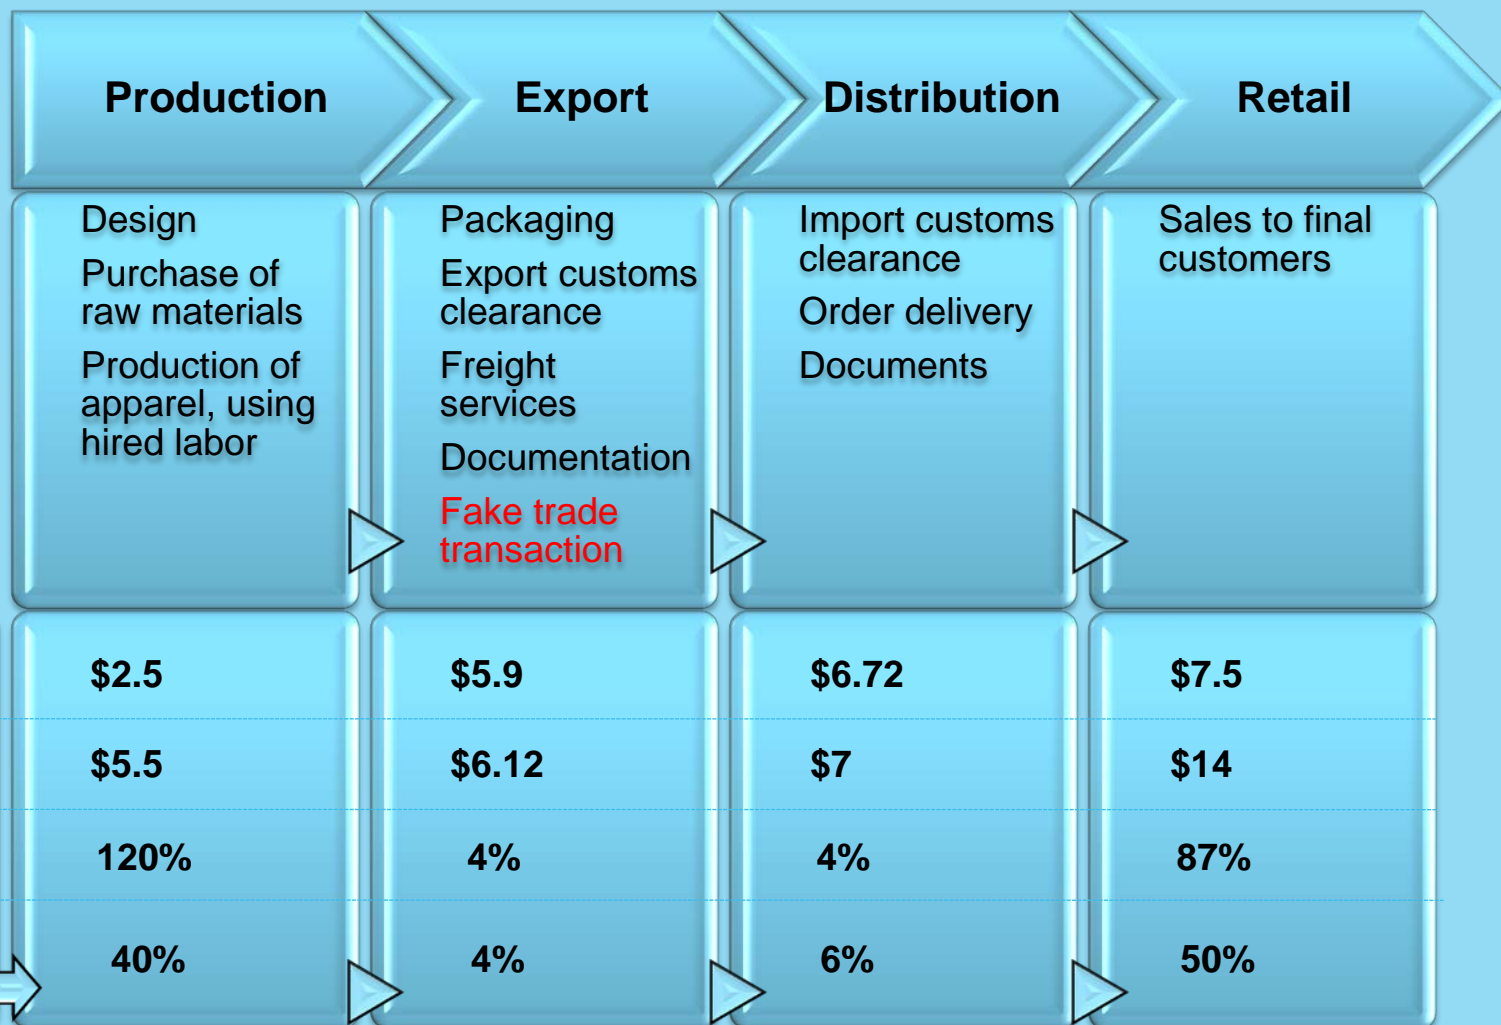 Production
Export
Distribution
Retail
Design
Purchase of
raw materials
Production of
apparel, using
hired labor
Packaging
Export customs
clearance
Freight
services
Documentation
Fake trade
transaction
Import customs
clearance
Order delivery
Documents
Sales to final
customers
$2.5
$5.9
$6.72
$7.5
$5.5
$6.12
$7
$14
120%
4%
4%
87%
40%
4%
6%
50%